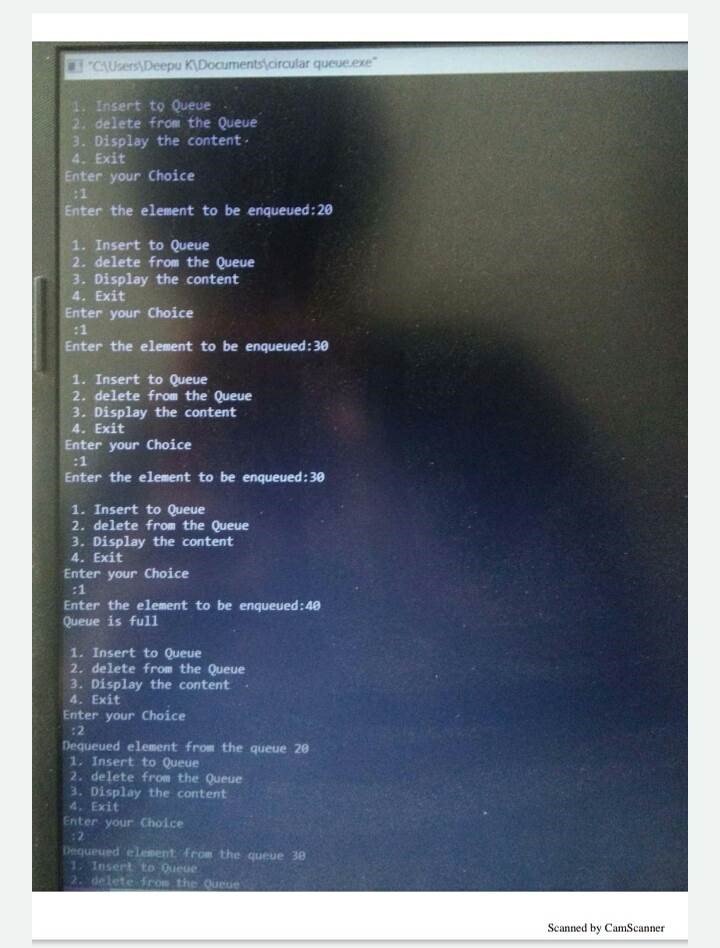 "C:\Users\Deepu K\Documents\circular queue.exe"
1. Insert to Queue
2. delete from the Queue
3. Display the content
4. Exit
Enter your Choice
:1
Enter the element to be enqueued:20
1. Insert to Queue
2. delete from the Queue
3. Display the content
4. Exit
Enter your Choice
:1
Enter the element to be enqueued:30
1. Insert to Queue
2. delete from the Queue
3. Display the content
4. Exit
Enter your Choice
:1
Enter the element to be enqueued:30
1. Insert to Queue
2. delete from the Queue
3. Display the content
4. Exit
Enter your Choice
:1
Enter the element to be enqueued:40
Queue is full
1. Insert to Queue
2. delete from the Queue
3. Display the content
4. Exit
Enter your Choice
:2
Dequeued element from the queue 20
1. Insert to Queue
2. delete from the Queue
3. Display the content
4. Exit
Enter your Choice
:2
Dequeued element from the queue 30
1. Insert to Queue
2. delete from the Queue
Scanned by CamScanner